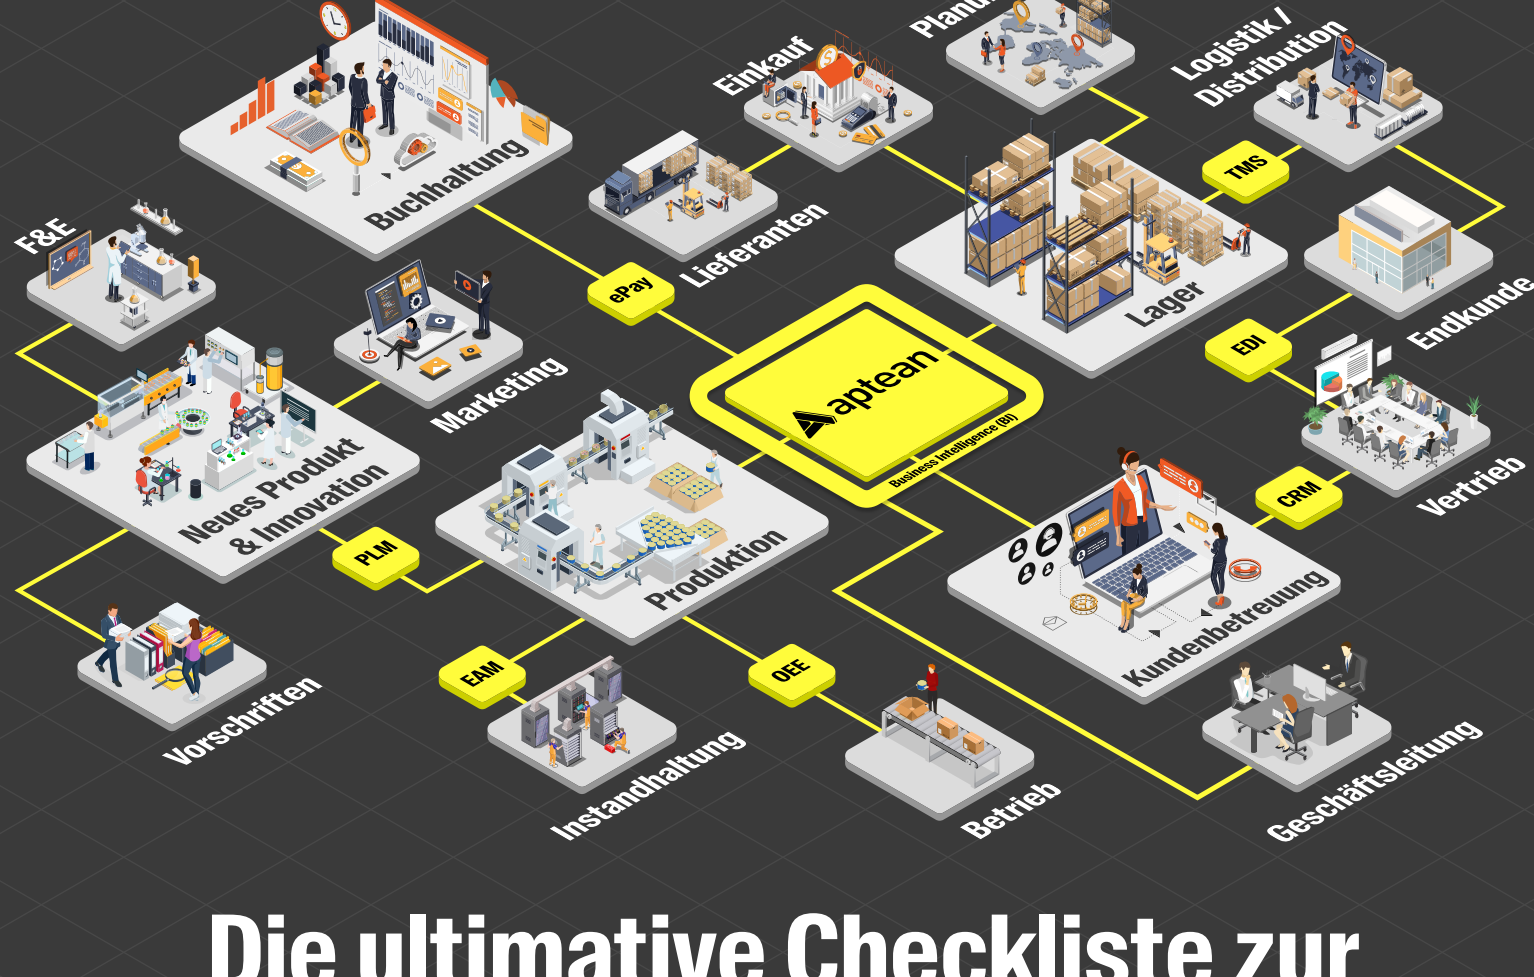 Einkauf
Logistik /
Distribution
Buchhaltung
TMS
F&E
Lieferanten
ePay
Lager
Endkunde
EDI
Marketing
aptean
Business Intelligence (BI)
Neues Produkt
& Innovation
Vertrieb
CRM
PLM
Produktion
Kundenbetreuung
EAM
OEE
Vorschriften
Instandhaltung
Betrieb
Geschäftsleitung
Die ultimative Checkliste zur